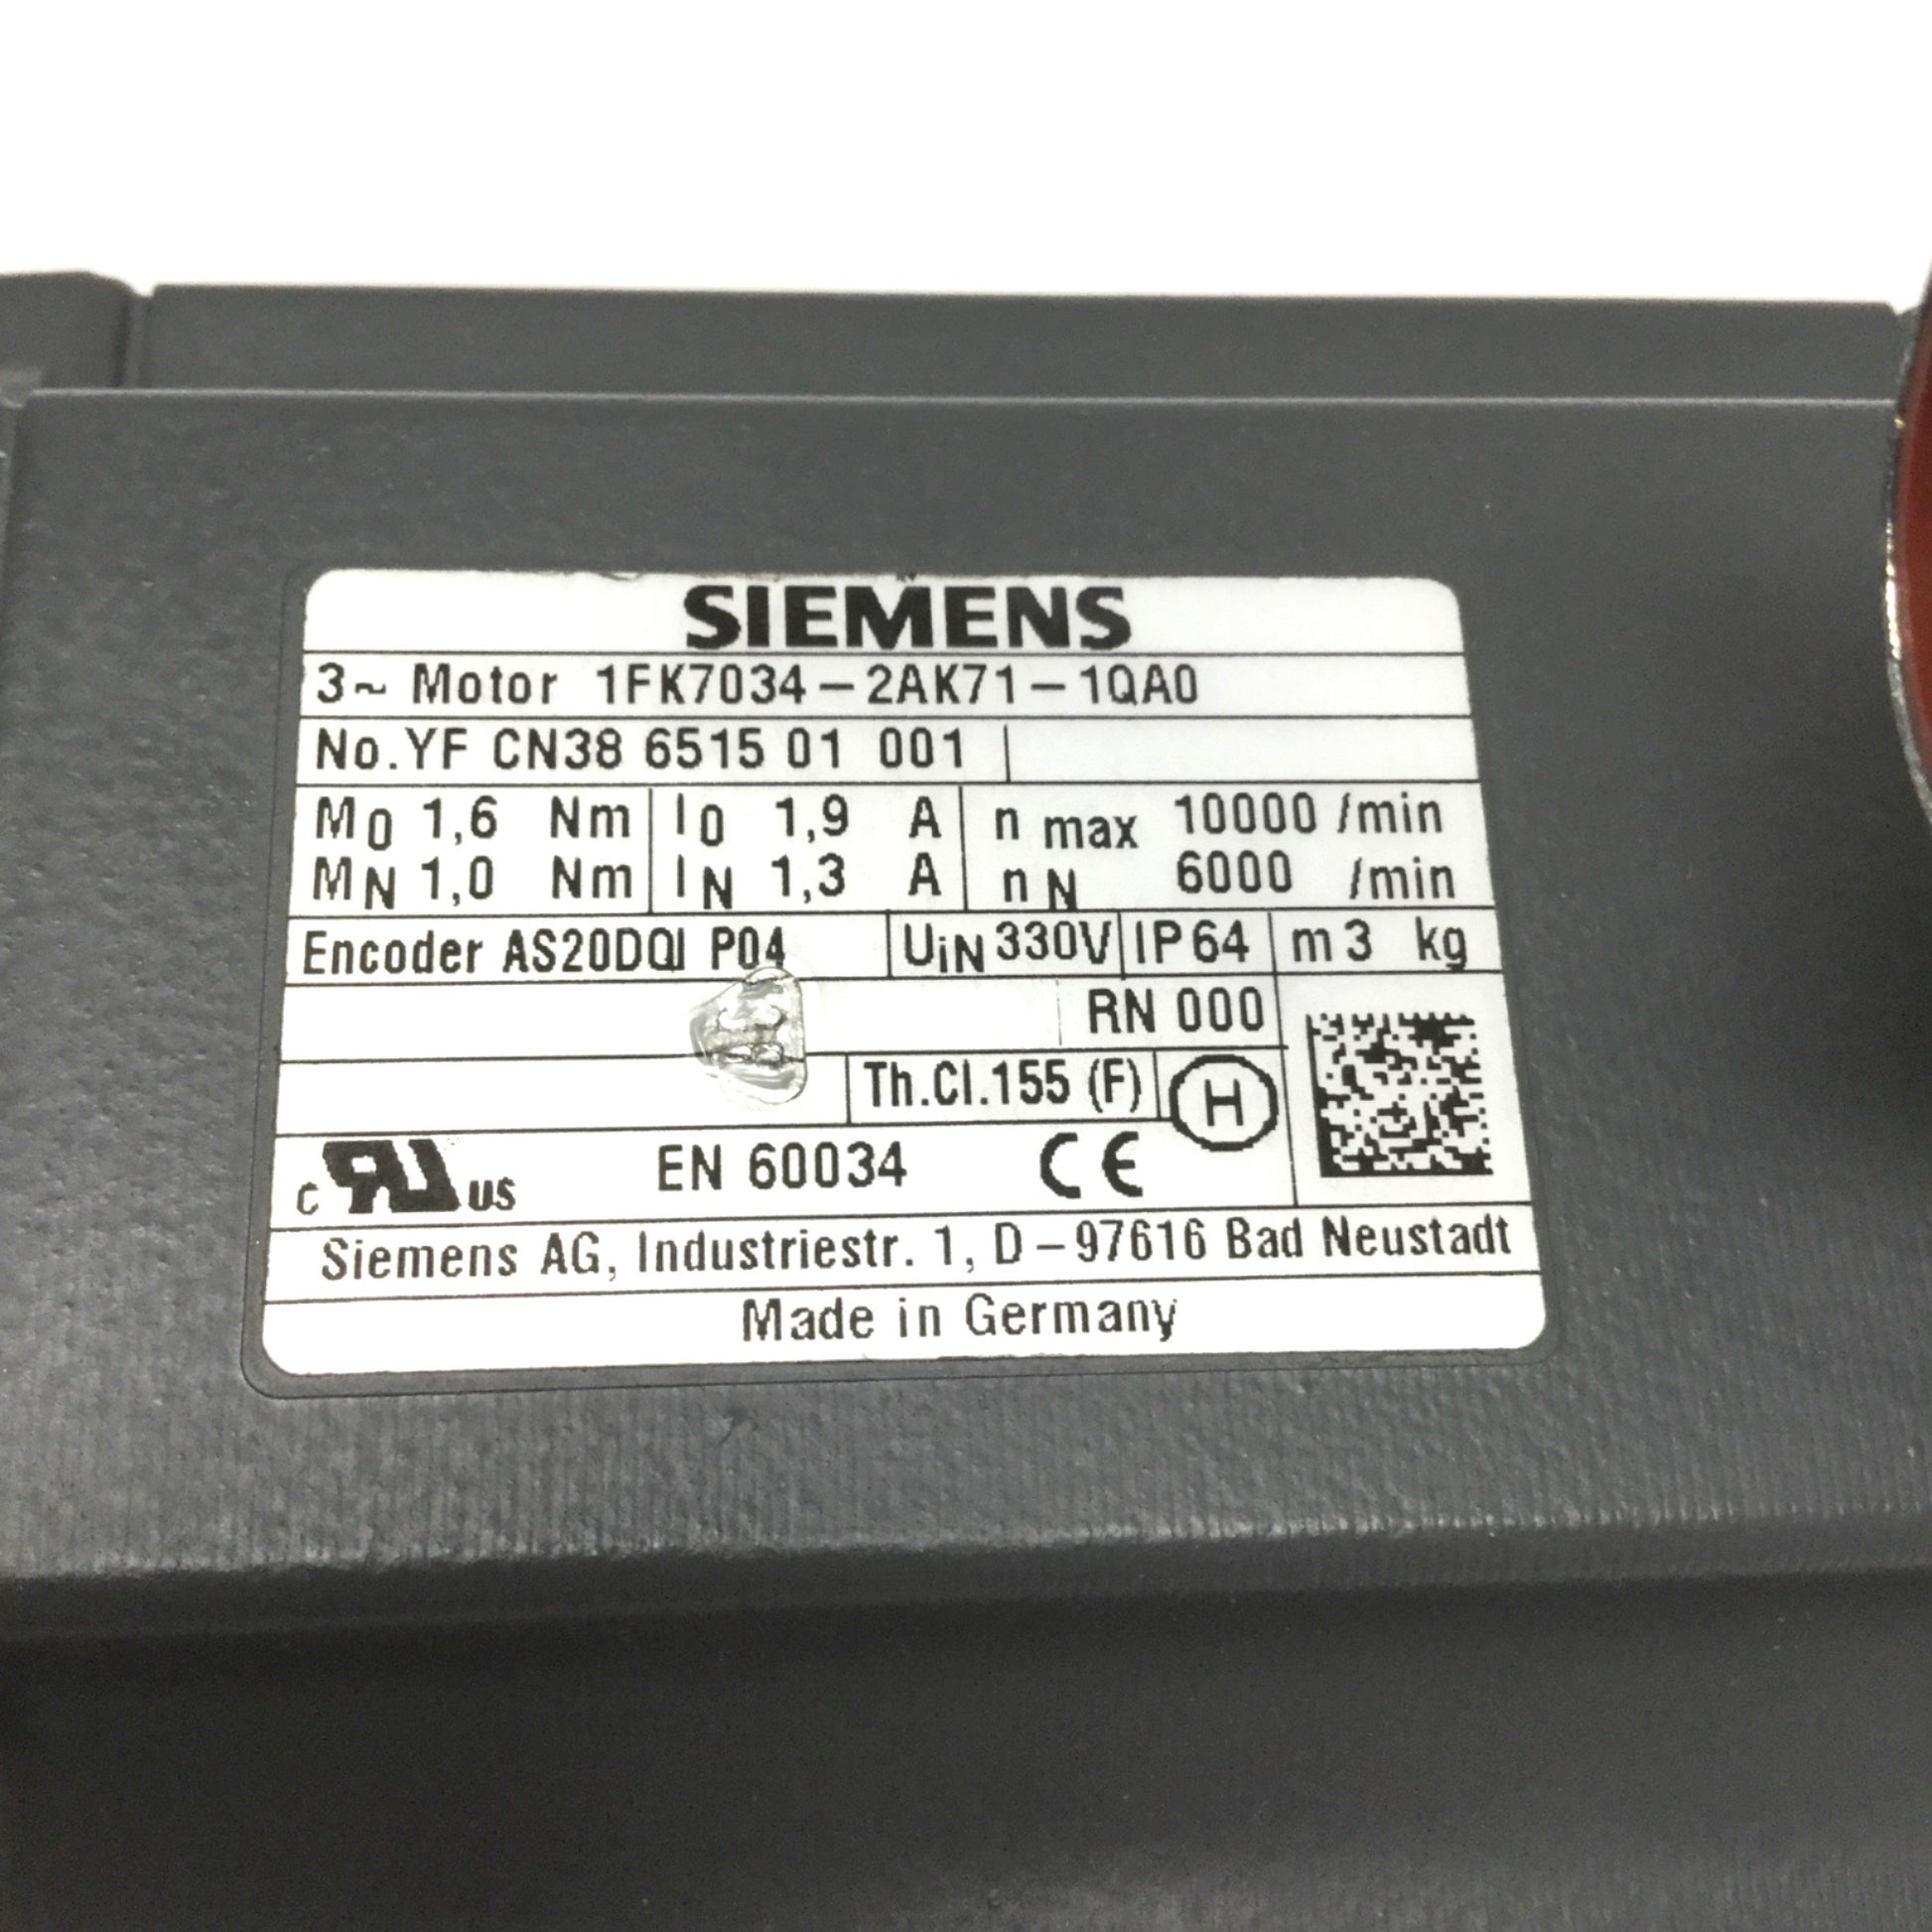 SIEMENS
3~ Motor 1FK7034-2AK71-1QA0
No.YF CN38 6515 01 001
M0 1,6 Nm I0 1,9 A n max 10000 /min
MN 1,0 Nm IN 1,3 A n N 6000 /min
Encoder AS20DQI P04 UiN 330V IP 64 m 3 kg
RN 000
Th.Cl.155 (F) H
c RU us EN 60034 CE
Siemens AG, Industriestr. 1, D-97616 Bad Neustadt
Made in Germany